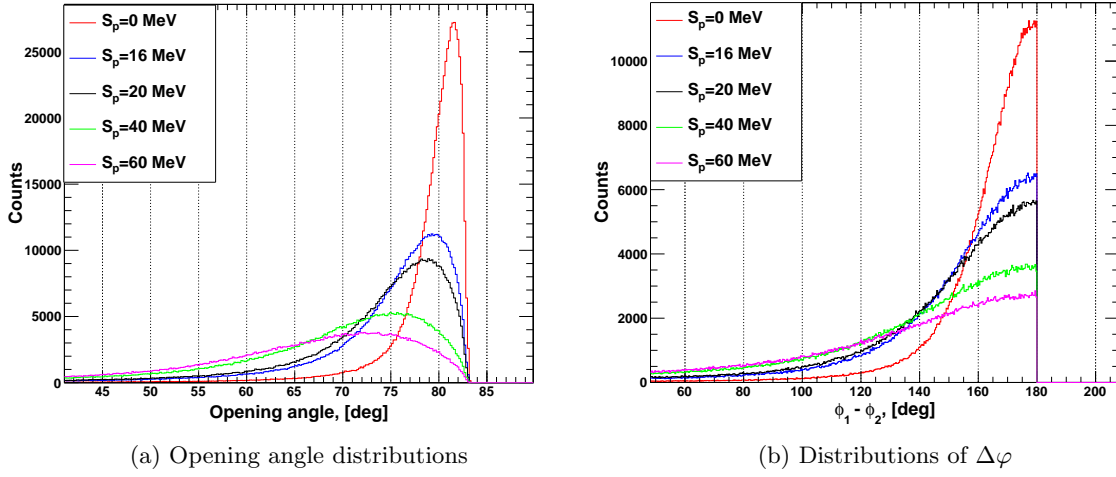 S_p=0 MeV
S_p=16 MeV
S_p=20 MeV
S_p=40 MeV
S_p=60 MeV
Counts
25000
20000
15000
10000
5000
0
45 50 55 60 65 70 75 80 85
Opening angle, [deg]
(a) Opening angle distributions
S_p=0 MeV
S_p=16 MeV
S_p=20 MeV
S_p=40 MeV
S_p=60 MeV
Counts
10000
8000
6000
4000
2000
0
60 80 100 120 140 160 180 200
ϕ_1 - ϕ_2, [deg]
(b) Distributions of Δφ